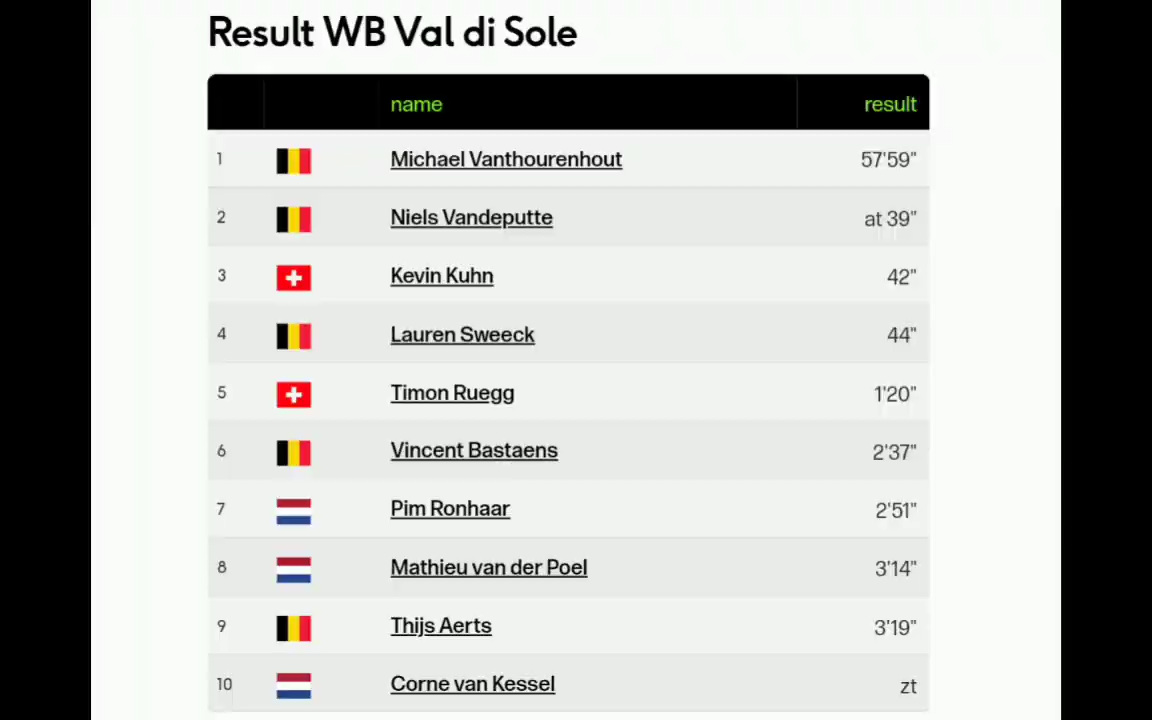 Result WB Val di Sole
name result
1 Michael Vanthourenhout 57'59"
2 Niels Vandeputte at 39"
3 Kevin Kuhn 42"
4 Lauren Sweeck 44"
5 Timon Ruegg 1'20"
6 Vincent Bastaens 2'37"
7 Pim Ronhaar 2'51"
8 Mathieu van der Poel 3'14"
9 Thijs Aerts 3'19"
10 Corne van Kessel zt